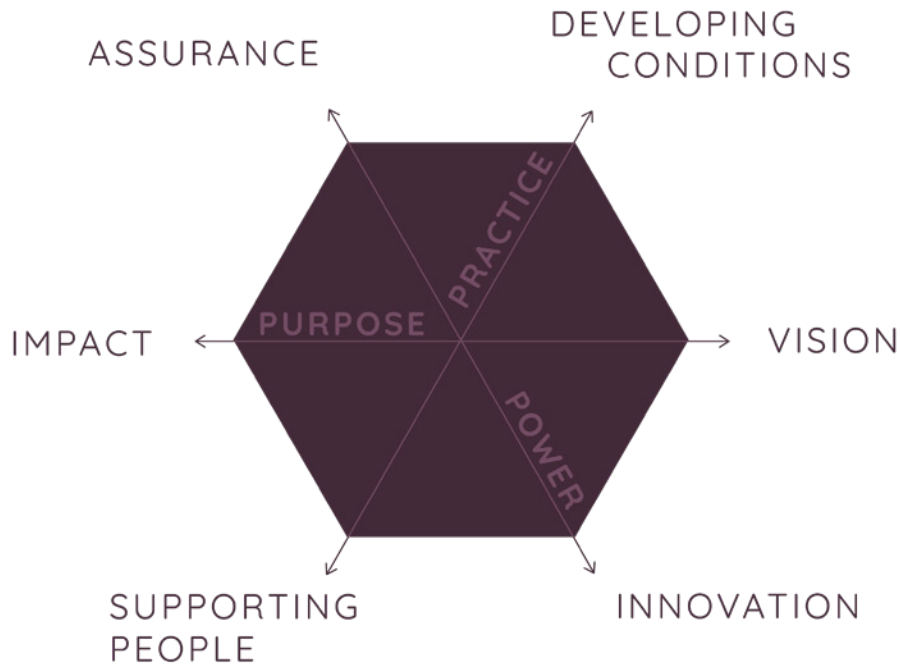 DEVELOPING
CONDITIONS
ASSURANCE
PRACTICE
PURPOSE
IMPACT
VISION
POWER
SUPPORTING
PEOPLE
INNOVATION